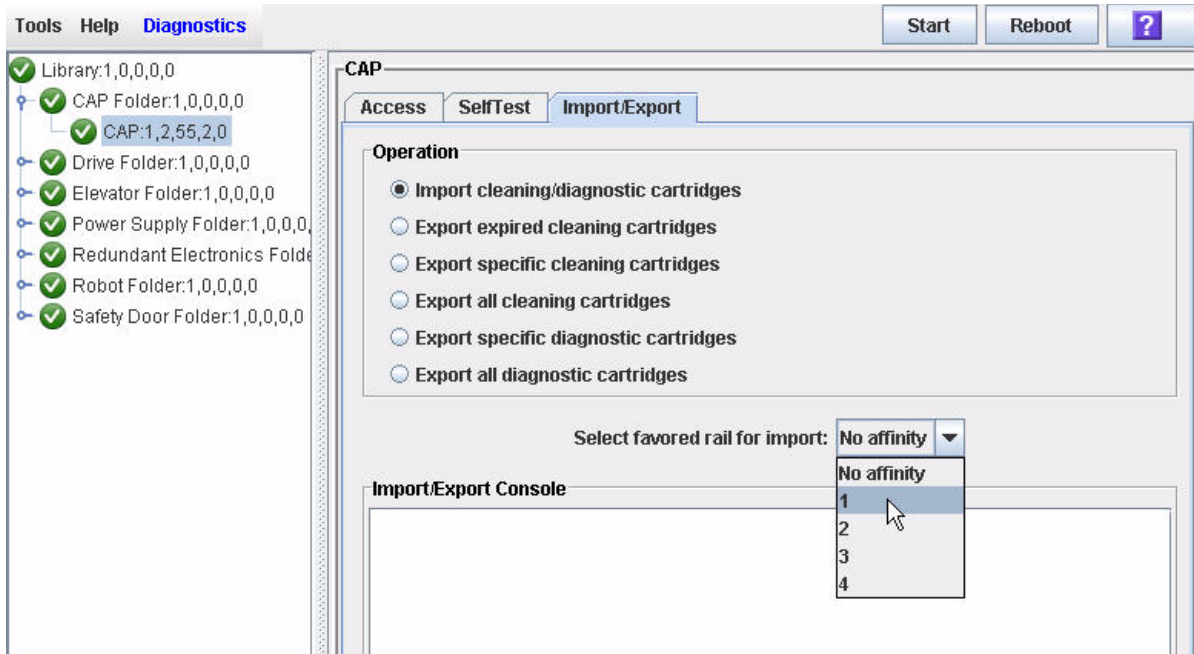 Tools Help Diagnostics
Start
Reboot
?
Library:1,0,0,0,0
CAP Folder:1,0,0,0,0
CAP:1,2,55,2,0
Drive Folder:1,0,0,0,0
Elevator Folder:1,0,0,0,0
Power Supply Folder:1,0,0,0,
Redundant Electronics Folde
Robot Folder:1,0,0,0,0
Safety Door Folder:1,0,0,0,0
CAP
Access SelfTest Import/Export
Operation
Import cleaning/diagnostic cartridges
Export expired cleaning cartridges
Export specific cleaning cartridges
Export all cleaning cartridges
Export specific diagnostic cartridges
Export all diagnostic cartridges
Select favored rail for import: No affinity
No affinity
1
2
3
4
Import/Export Console